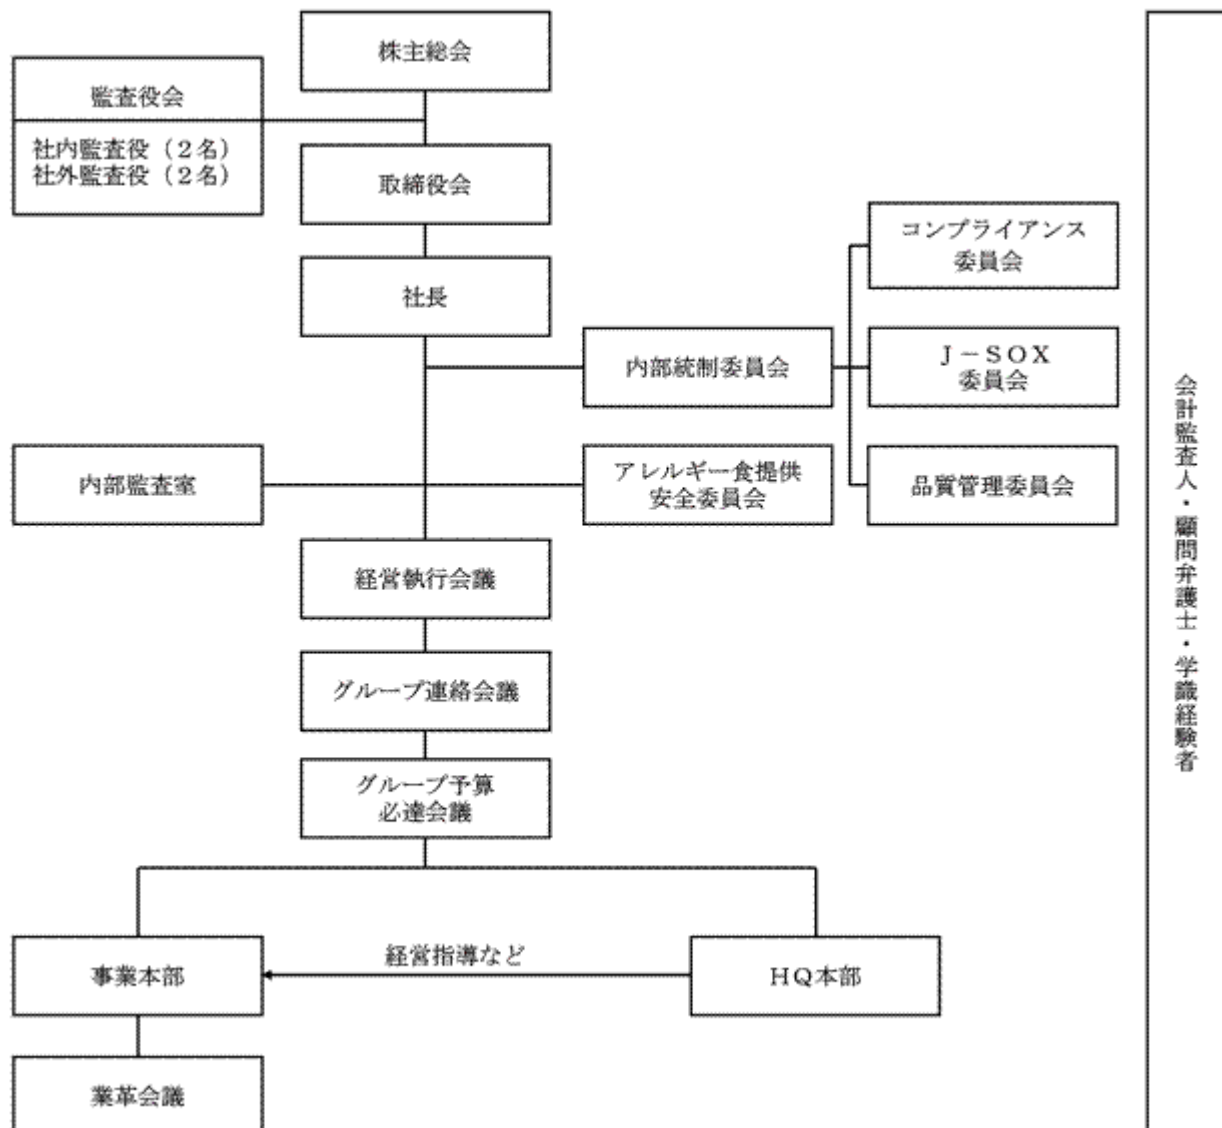 株主総会
監査役会
社内監査役（２名）
社外監査役（２名）
取締役会
社長
コンプライアンス
委員会
内部統制委員会
Ｊ－ＳＯＸ
委員会
内部監査室
アレルギー食提供
安全委員会
品質管理委員会
経営執行会議
グループ連絡会議
グループ予算
必達会議
事業本部
経営指導など
ＨＱ本部
業革会議
会計監査人・顧問弁護士・学識経験者